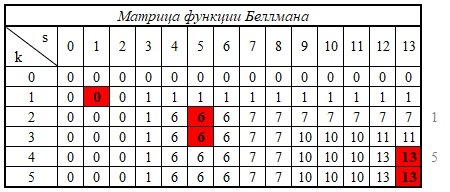 Матрица функции Беллмана
s k 0 1 2 3 4 5 6 7 8 9 10 11 12 13
0 0 0 0 0 0 0 0 0 0 0 0 0 0 0
1 0 0 0 1 1 1 1 1 1 1 1 1 1 1
2 0 0 0 1 6 6 6 7 7 7 7 7 7 7 1
3 0 0 0 1 6 6 6 7 7 10 10 10 11 11
4 0 0 0 1 6 6 6 7 7 10 10 10 13 13 5
5 0 0 0 1 6 6 6 7 7 10 10 10 13 13